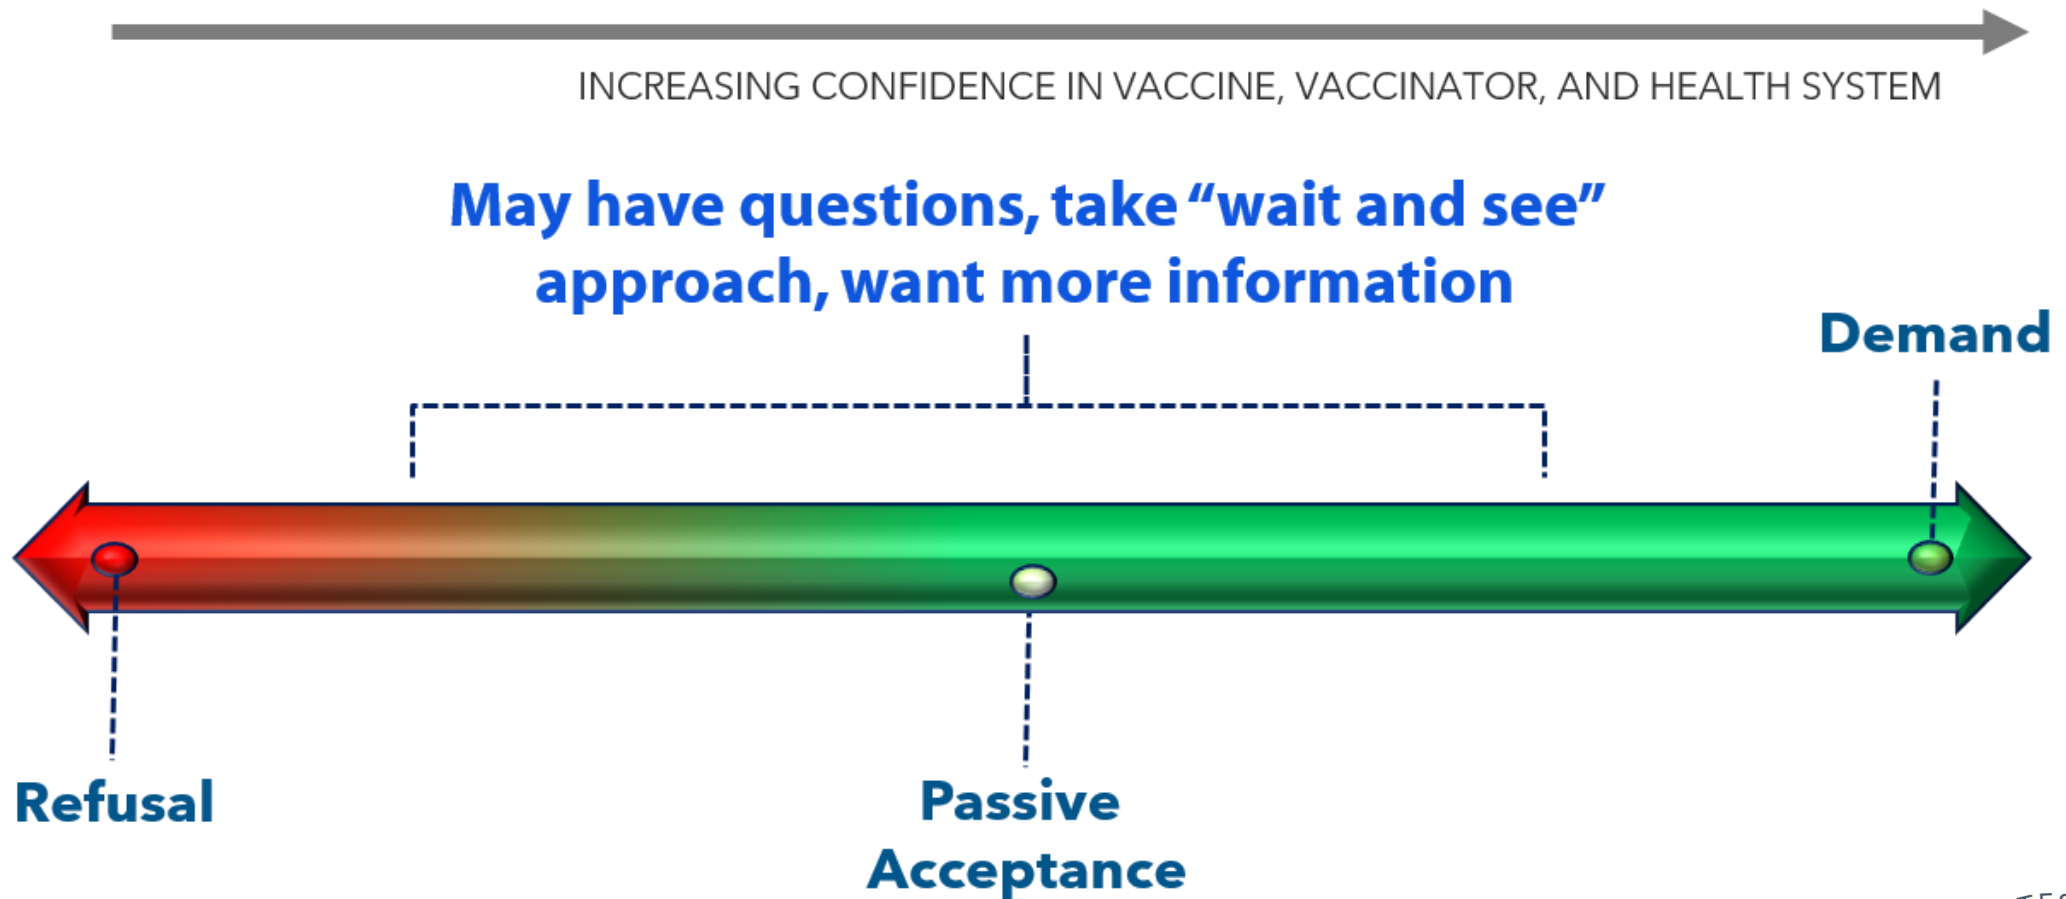 INCREASING CONFIDENCE IN VACCINE, VACCINATOR, AND HEALTH SYSTEM
May have questions, take “wait and see”
approach, want more information
Demand
Refusal
Passive
Acceptance